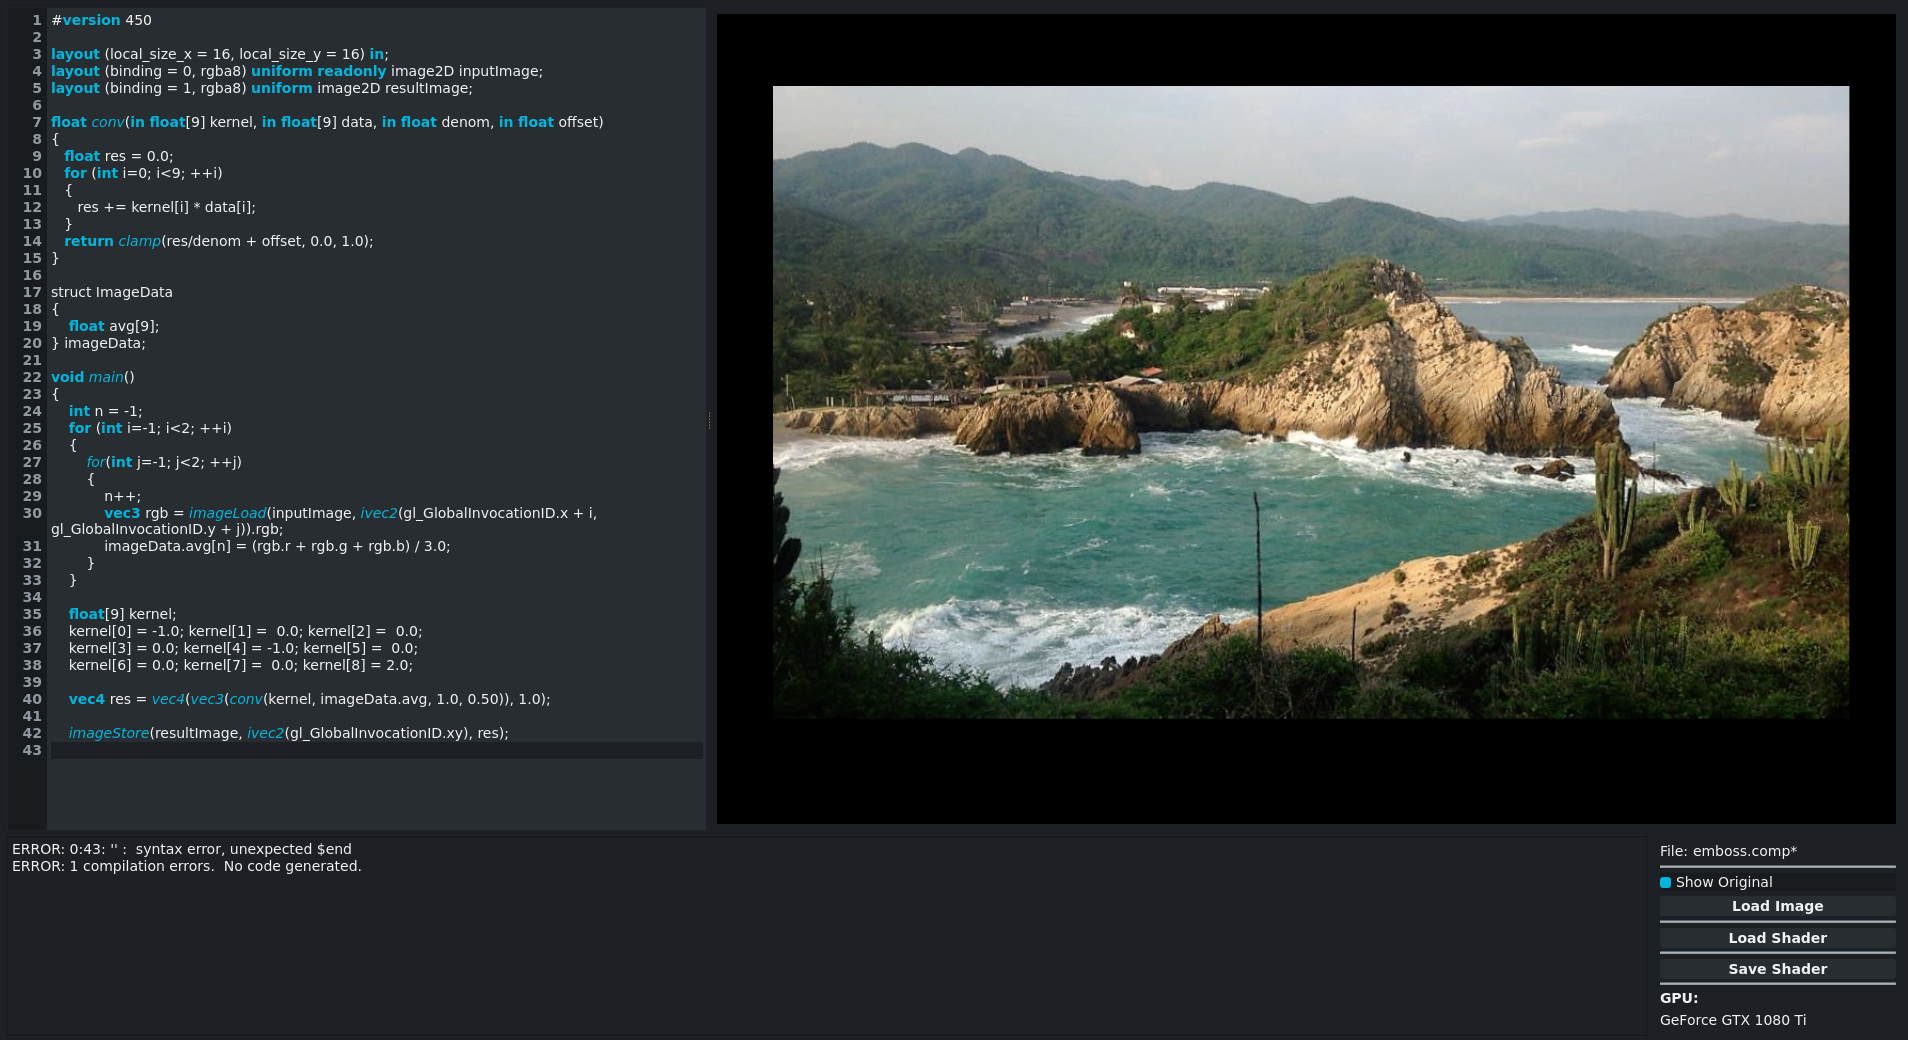 1 #version 450
2
3 layout (local_size_x = 16, local_size_y = 16) in;
4 layout (binding = 0, rgba8) uniform readonly image2D inputImage;
5 layout (binding = 1, rgba8) uniform image2D resultImage;
6
7 float conv(in float[9] kernel, in float[9] data, in float denom, in float offset)
8 {
9    float res = 0.0;
10    for (int i=0; i<9; ++i)
11    {
12       res += kernel[i] * data[i];
13    }
14    return clamp(res/denom + offset, 0.0, 1.0);
15 }
16
17 struct ImageData
18 {
19     float avg[9];
20 } imageData;
21
22 void main()
23 {
24     int n = -1;
25     for (int i=-1; i<2; ++i)
26     {
27         for(int j=-1; j<2; ++j)
28         {
29             n++;
30             vec3 rgb = imageLoad(inputImage, ivec2(gl_GlobalInvocationID.x + i,
gl_GlobalInvocationID.y + j)).rgb;
31             imageData.avg[n] = (rgb.r + rgb.g + rgb.b) / 3.0;
32         }
33     }
34
35     float[9] kernel;
36     kernel[0] = -1.0; kernel[1] =  0.0; kernel[2] =  0.0;
37     kernel[3] = 0.0; kernel[4] = -1.0; kernel[5] =  0.0;
38     kernel[6] = 0.0; kernel[7] =  0.0; kernel[8] = 2.0;
39
40     vec4 res = vec4(vec3(conv(kernel, imageData.avg, 1.0, 0.50)), 1.0);
41
42     imageStore(resultImage, ivec2(gl_GlobalInvocationID.xy), res);
43
ERROR: 0:43: '' :  syntax error, unexpected $end
ERROR: 1 compilation errors.  No code generated.
File: emboss.comp*
Show Original
Load Image
Load Shader
Save Shader
GPU:
GeForce GTX 1080 Ti